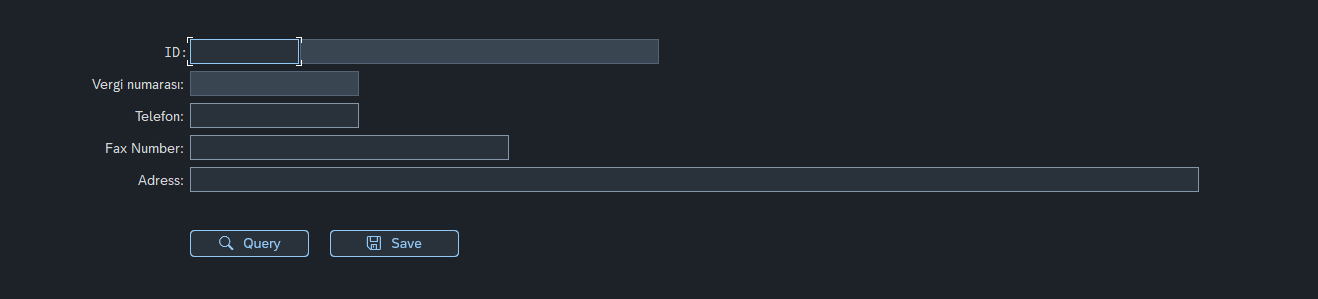 ID:
Vergi numarası:
Telefon:
Fax Number:
Adress:
Query Save